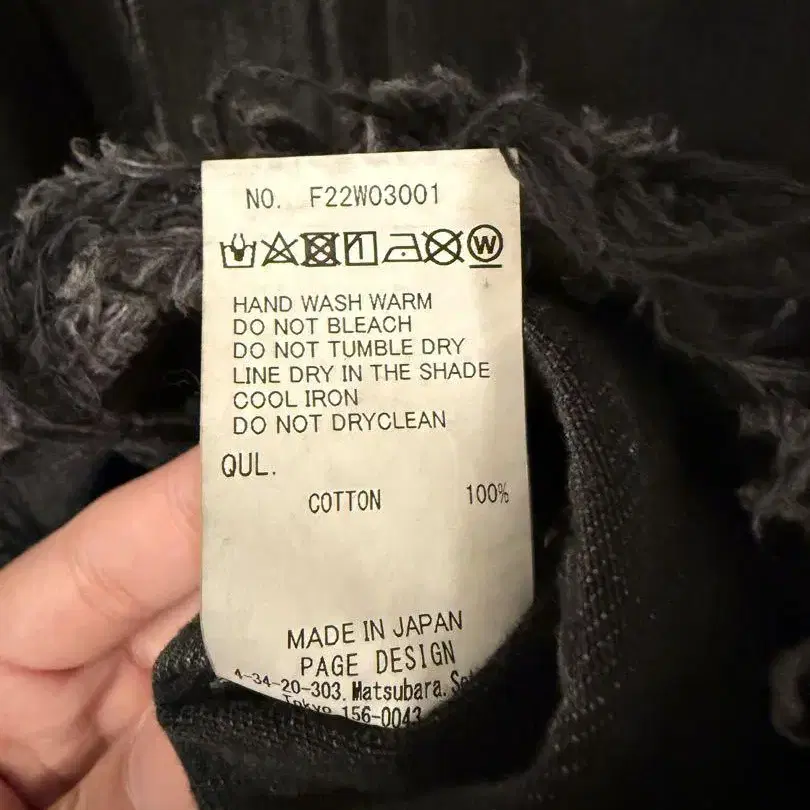 NO. F22W03001
W
HAND WASH WARM
DO NOT BLEACH
DO NOT TUMBLE DRY
LINE DRY IN THE SHADE
COOL IRON
DO NOT DRYCLEAN
QUL.
COTTON 100%
MADE IN JAPAN
PAGE DESIGN
4-34-20-303. Matsubara.
Tokyo 156-0043